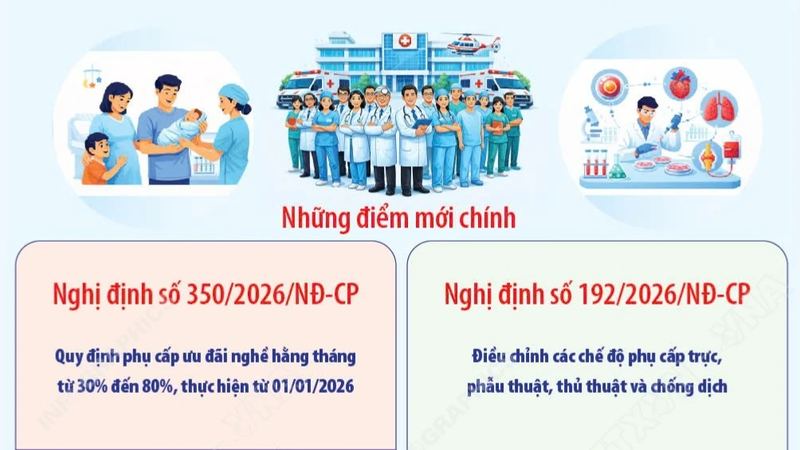 Những điểm mới chính
Nghị định số 350/2026/NĐ-CP
Quy định phụ cấp ưu đãi nghề hằng tháng
từ 30% đến 80%, thực hiện từ 01/01/2026
Nghị định số 192/2026/NĐ-CP
Điều chỉnh các chế độ phụ cấp trực,
phẫu thuật, thủ thuật và chống dịch